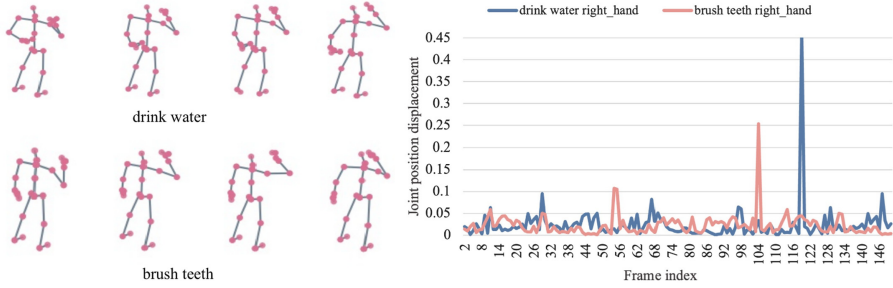 drink water
brush teeth
drink water right_hand brush teeth right_hand
Joint position displacement
0.45
0.4
0.35
0.3
0.25
0.2
0.15
0.1
0.05
0
2 8 14 20 26 32 38 44 50 56 62 68 74 80 86 92 98 104 110 116 122 128 134 140 146
Frame index